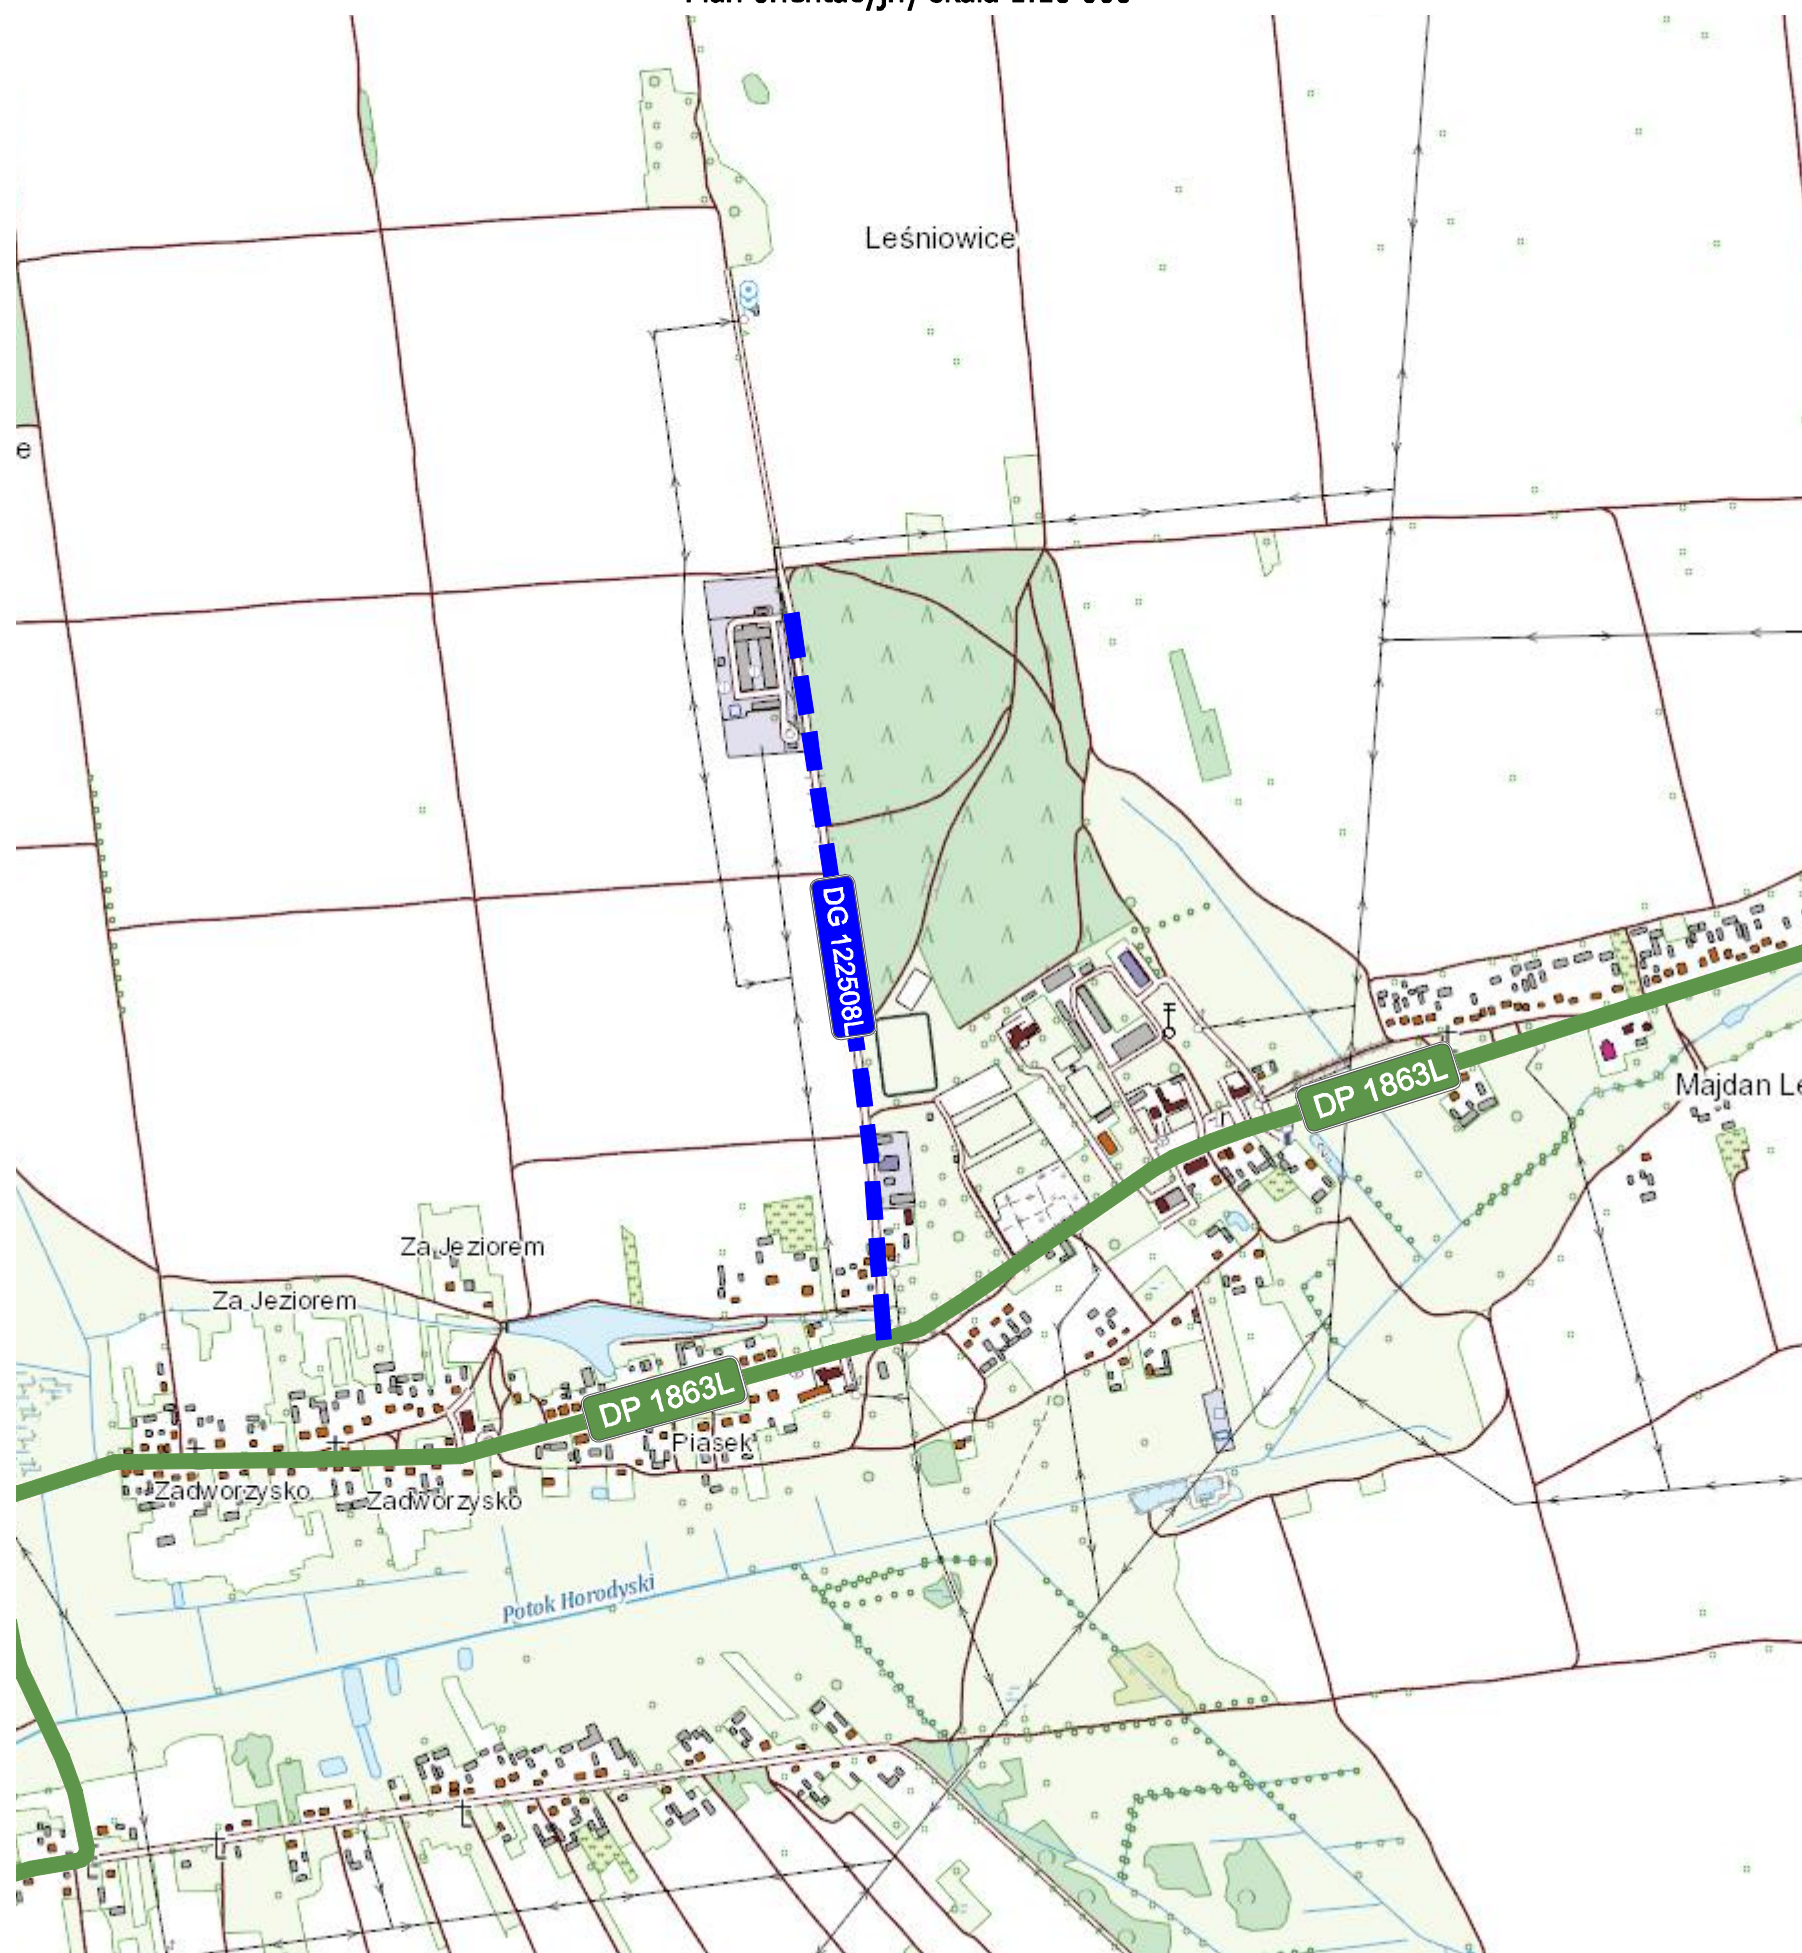 Leśniowice
e
DG 122508L
DP 1863L
Majdan Le
Za Jeziorem
Za Jeziorem
DP 1863L
Piasek
Zadworzysko
Zadworzysko
Potok Horodyski